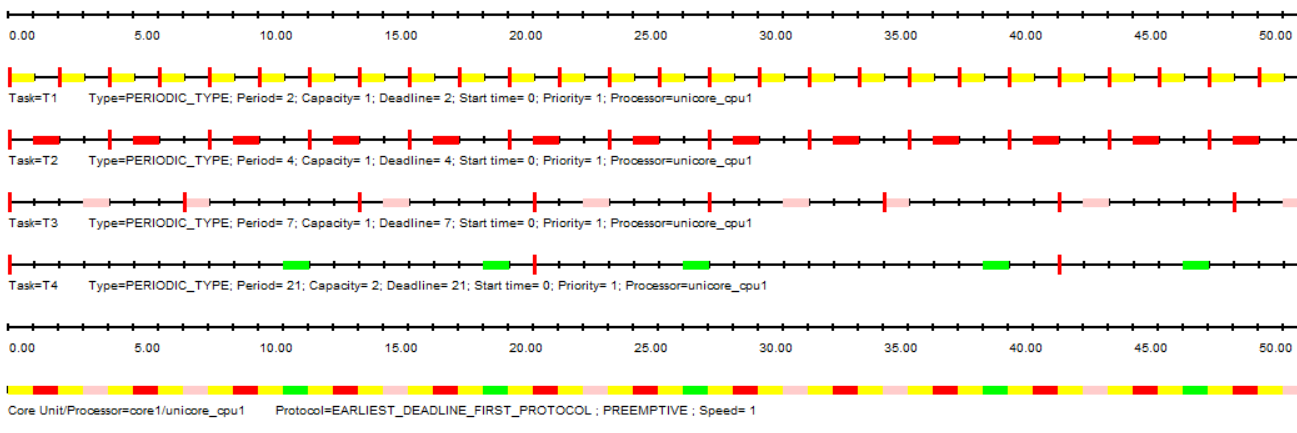 0.00 5.00 10.00 15.00 20.00 25.00 30.00 35.00 40.00 45.00 50.00
Task=T1 Type=PERIODIC_TYPE; Period= 2; Capacity= 1; Deadline= 2; Start time= 0; Priority= 1; Processor=unicore_cpu1
Task=T2 Type=PERIODIC_TYPE; Period= 4; Capacity= 1; Deadline= 4; Start time= 0; Priority= 1; Processor=unicore_cpu1
Task=T3 Type=PERIODIC_TYPE; Period= 7; Capacity= 1; Deadline= 7; Start time= 0; Priority= 1; Processor=unicore_cpu1
Task=T4 Type=PERIODIC_TYPE; Period= 21; Capacity= 2; Deadline= 21; Start time= 0; Priority= 1; Processor=unicore_cpu1
0.00 5.00 10.00 15.00 20.00 25.00 30.00 35.00 40.00 45.00 50.00
Core Unit/Processor=core1/unicore_cpu1 Protocol=EARLIEST_DEADLINE_FIRST_PROTOCOL ; PREEMPTIVE ; Speed= 1